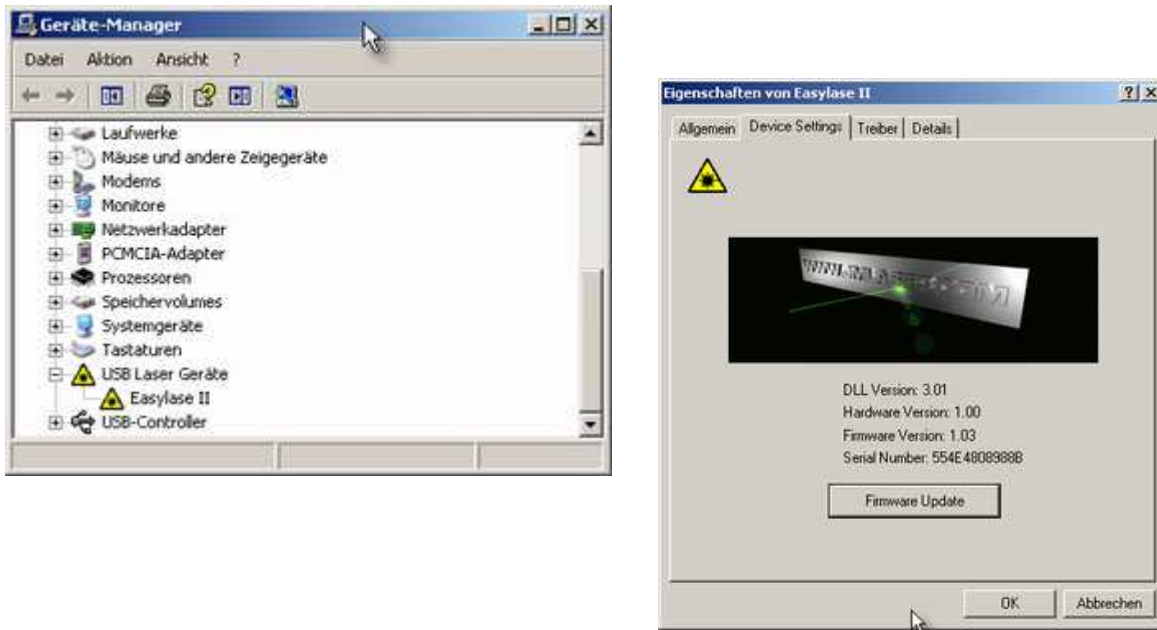 Geräte-Manager
Datei Aktion Ansicht ?
Laufwerke
Mäuse und andere Zeigegeräte
Modems
Monitore
Netzwerkadapter
PCMCIA-Adapter
Prozessoren
Speichervolumes
Systemgeräte
Tastaturen
USB Laser Geräte
Easylase II
USB-Controller
Eigenschaften von Easylase II
Allgemein Device Settings Treiber Details
DLL Version: 3.01
Hardware Version: 1.00
Firmware Version: 1.03
Serial Number: 554E4808988B
Firmware Update
OK Abbrechen